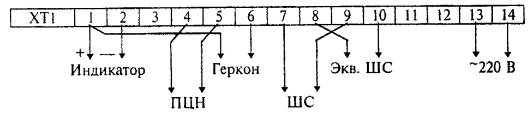 XT1 1 2 3 4 5 6 7 8 9 10 11 12 13 14
+ —
Индикатор Геркон Экв. ШС ~220 В
ПЦН ШС